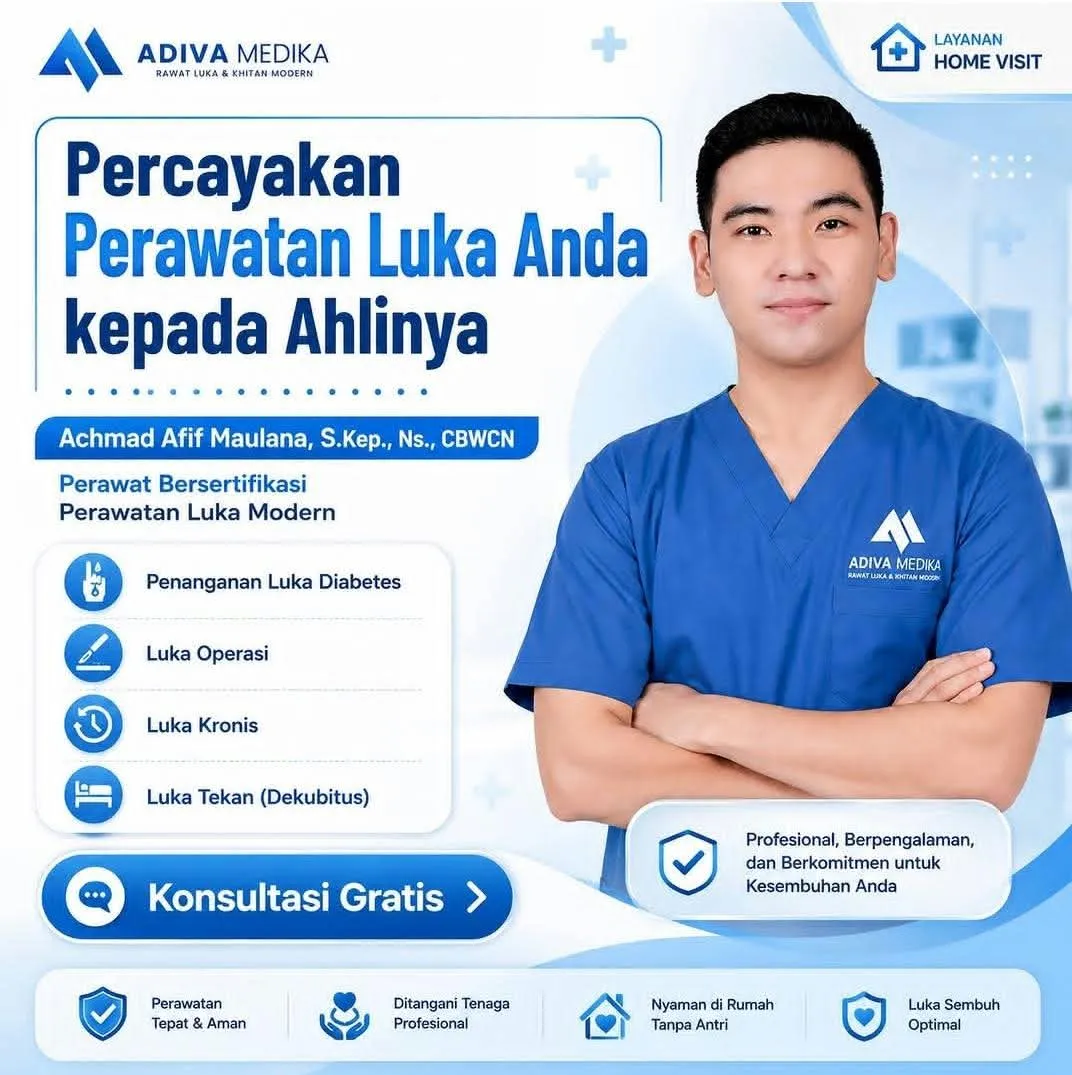 ADIVA MEDIKA
RAWAT LUKA & KHITAN MODERN
LAYANAN
HOME VISIT
Percayakan
Perawatan Luka Anda
kepada Ahlinya
Achmad Afif Maulana, S.Kep., Ns., CBWCN
Perawat Bersertifikasi
Perawatan Luka Modern
Penanganan Luka Diabetes
Luka Operasi
Luka Kronis
Luka Tekan (Dekubitus)
Konsultasi Gratis
ADIVA MEDIKA
RAWAT LUKA & KHITAN MODERN
Profesional, Berpengalaman,
dan Berkomitmen untuk
Kesembuhan Anda
Perawatan
Tepat & Aman
Ditangani Tenaga
Profesional
Nyaman di Rumah
Tanpa Antri
Luka Sembuh
Optimal